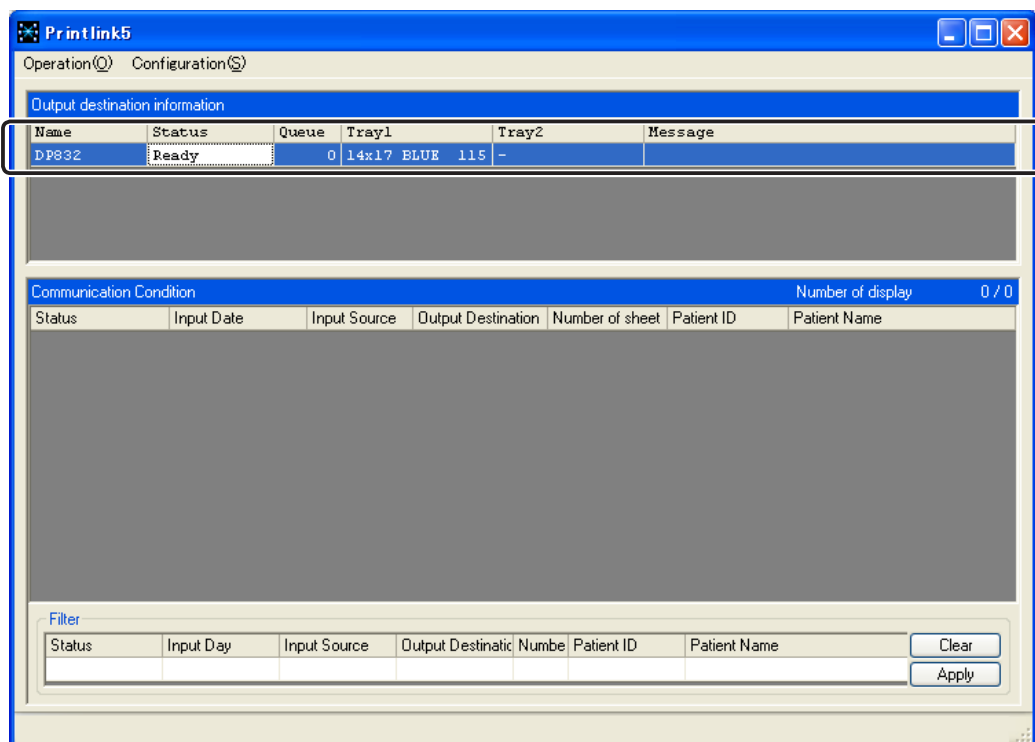 Printlink5
Operation(O) Configuration(S)
Output destination information
Name Status Queue Tray1 Tray2 Message
DP832 Ready 0 14x17 BLUE 115 -
Communication Condition Number of display 0 / 0
Status Input Date Input Source Output Destination Number of sheet Patient ID Patient Name
Filter
Status Input Day Input Source Output Destinatic Numbe Patient ID Patient Name Clear
Apply